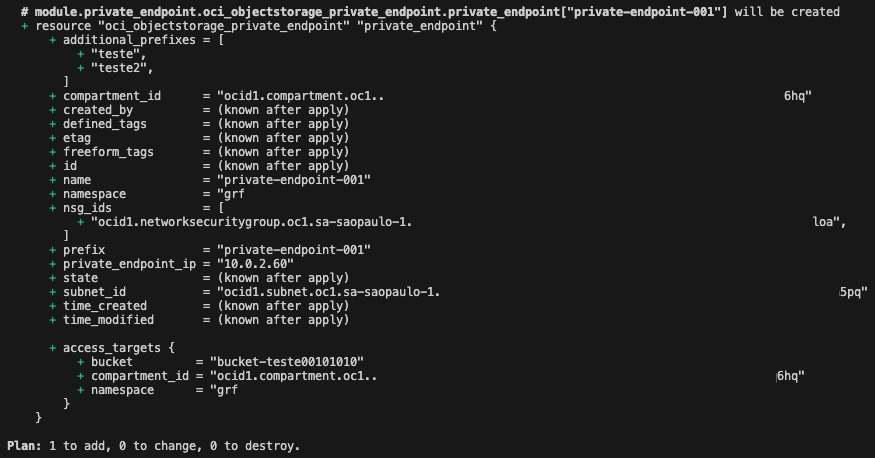 # module.private_endpoint.oci_objectstorage_private_endpoint.private_endpoint["private-endpoint-001"] will be created
+ resource "oci_objectstorage_private_endpoint" "private_endpoint" {
+ additional_prefixes = [
+ "teste",
+ "teste2",
]
+ compartment_id = "ocid1.compartment.oc1.. 6hq"
+ created_by = (known after apply)
+ defined_tags = (known after apply)
+ etag = (known after apply)
+ freeform_tags = (known after apply)
+ id = (known after apply)
+ name = "private-endpoint-001"
+ namespace = "grf
+ nsg_ids = [
+ "ocid1.networksecuritygroup.oc1.sa-saopaulo-1. loa",
]
+ prefix = "private-endpoint-001"
+ private_endpoint_ip = "10.0.2.60"
+ state = (known after apply)
+ subnet_id = "ocid1.subnet.oc1.sa-saopaulo-1. 5pq"
+ time_created = (known after apply)
+ time_modified = (known after apply)
+ access_targets {
+ bucket = "bucket-teste00101010"
+ compartment_id = "ocid1.compartment.oc1.. 6hq"
+ namespace = "grf
}
}
Plan: 1 to add, 0 to change, 0 to destroy.